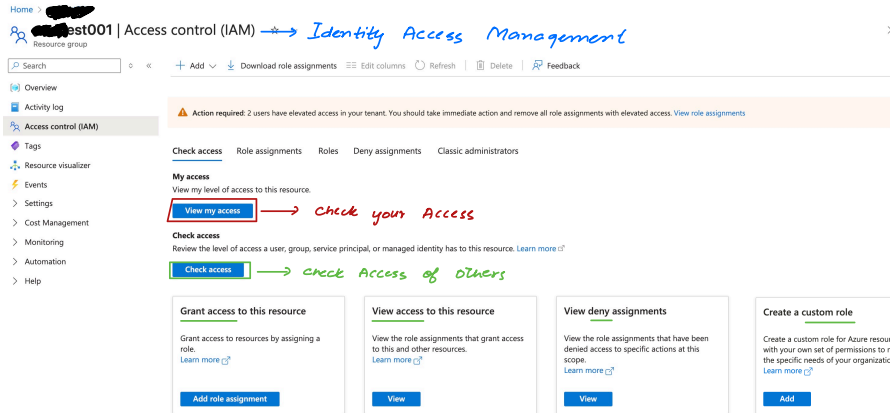 Home >
est001 | Access control (IAM) → Identity Access Management
Resource group
Search
Add
Download role assignments
Edit columns
Refresh
Delete
Feedback
Overview
Activity log
Access control (IAM)
Tags
Resource visualizer
Events
Settings
Cost Management
Monitoring
Automation
Help
Action required: 2 users have elevated access in your tenant. You should take immediate action and remove all role assignments with elevated access. View role assignments
Check access Role assignments Roles Deny assignments Classic administrators
My access
View my level of access to this resource.
View my access → Check your Access
Check access
Review the level of access a user, group, service principal, or managed identity has to this resource. Learn more
Check access → check Access of others
Grant access to this resource
Grant access to resources by assigning a
role.
Learn more
Add role assignment
View access to this resource
View the role assignments that grant access
to this and other resources.
Learn more
View
View deny assignments
View the role assignments that have been
denied access to specific actions at this
scope.
Learn more
View
Create a custom role
Create a custom role for Azure resour
with your own set of permissions to
the specific needs of your organizatic
Learn more
Add